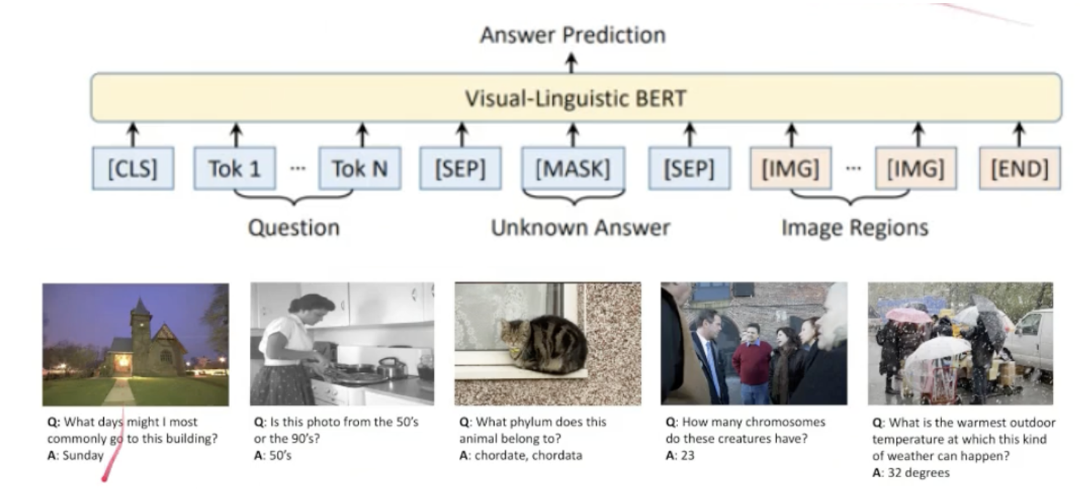 Answer Prediction
Visual-Linguistic BERT
[CLS] Tok 1 ... Tok N [SEP] [MASK] [SEP] [IMG] ... [IMG] [END]
Question Unknown Answer Image Regions
Q: What days might I most
commonly go to this building?
A: Sunday
Q: Is this photo from the 50's
or the 90's?
A: 50's
Q: What phylum does this
animal belong to?
A: chordate, chordata
Q: How many chromosomes
do these creatures have?
A: 23
Q: What is the warmest outdoor
temperature at which this kind
of weather can happen?
A: 32 degrees